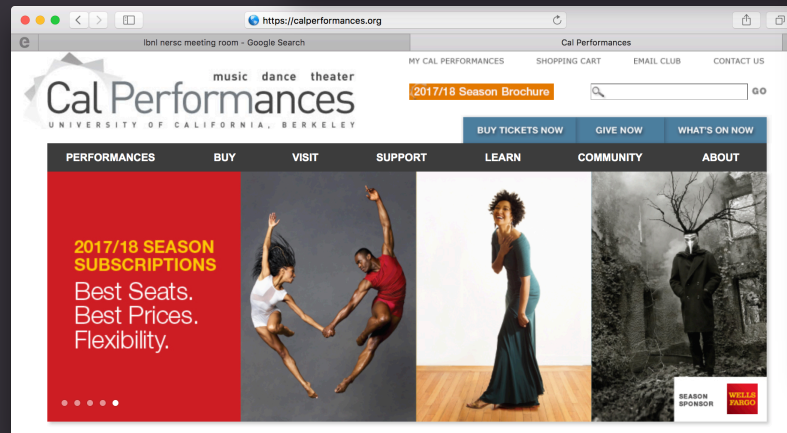 https://calperformances.org
lbnl nersc meeting room - Google Search
Cal Performances
MY CAL PERFORMANCES SHOPPING CART EMAIL CLUB CONTACT US
music dance theater
Cal Performances
UNIVERSITY OF CALIFORNIA, BERKELEY
2017/18 Season Brochure
GO
BUY TICKETS NOW GIVE NOW WHAT'S ON NOW
PERFORMANCES BUY VISIT SUPPORT LEARN COMMUNITY ABOUT
2017/18 SEASON
SUBSCRIPTIONS
Best Seats.
Best Prices.
Flexibility.
SEASON
SPONSOR
WELLS
FARGO